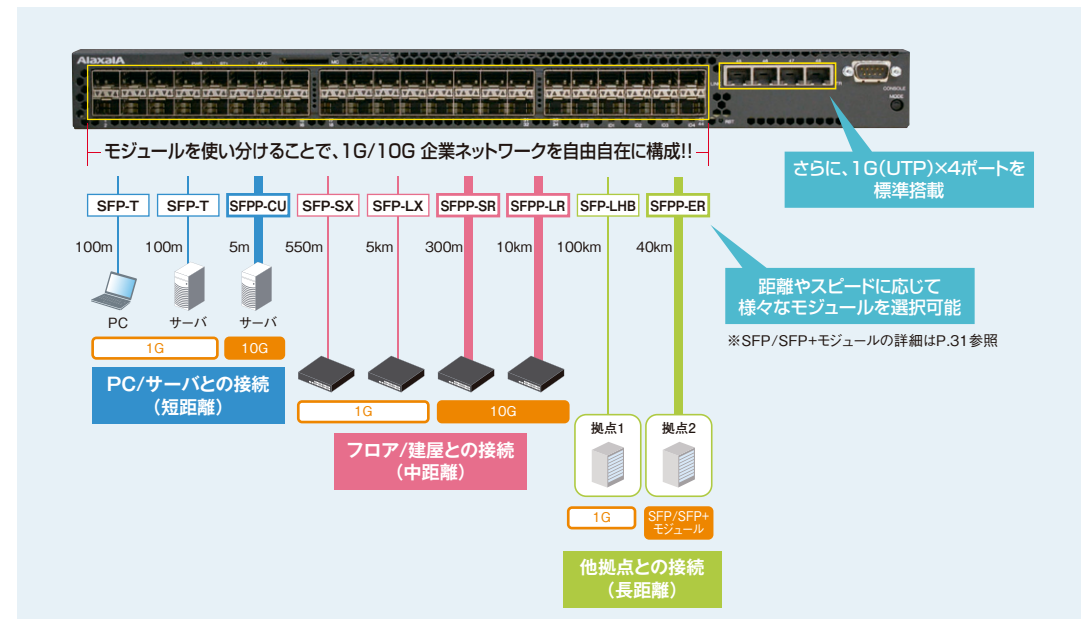 AlaxalA
CONSOLE
MODE
モジュールを使い分けることで、1G/10G 企業ネットワークを自由自在に構成!!
さらに、1G(UTP)×4ポートを
標準搭載
SFP-T
SFP-T
SFPP-CU
SFP-SX
SFP-LX
SFPP-SR
SFPP-LR
SFP-LHB
SFPP-ER
100m
100m
5m
550m
5km
300m
10km
100km
40km
距離やスピードに応じて
様々なモジュールを選択可能
※SFP/SFP+モジュールの詳細はP.31参照
PC
サーバ
サーバ
1G
10G
PC/サーバとの接続
(短距離)
1G
10G
フロア/建屋との接続
(中距離)
拠点1
拠点2
1G
SFP/SFP+
モジュール
他拠点との接続
(長距離)